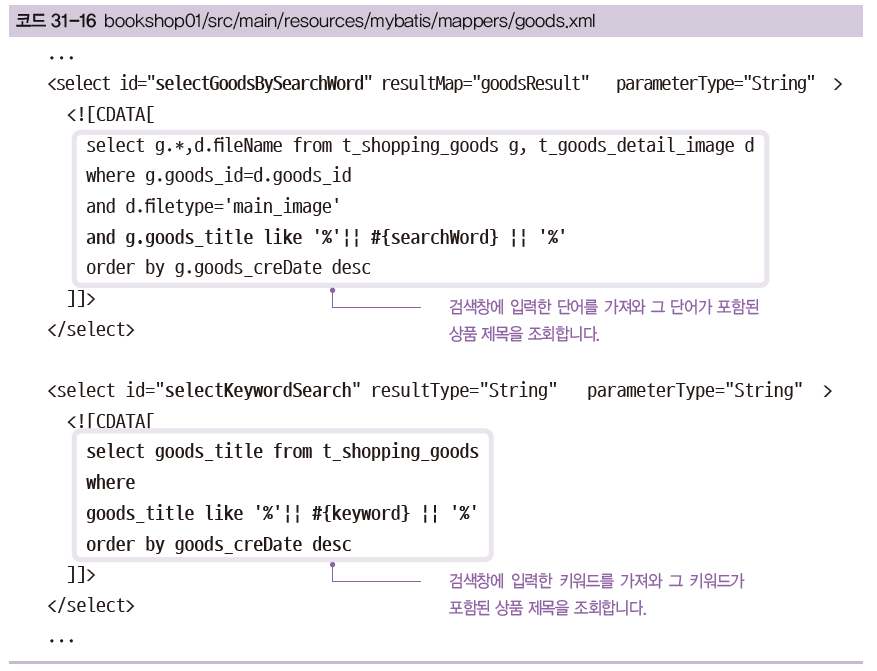 코드 31-16 bookshop01/src/main/resources/mybatis/mappers/goods.xml
...
<select id="selectGoodsBySearchWord" resultMap="goodsResult" parameterType="String" >
<![CDATA[
select g.*,d.fileName from t_shopping_goods g, t_goods_detail_image d
where g.goods_id=d.goods_id
and d.filetype='main_image'
and g.goods_title like '%'|| #{searchWord} || '%'
order by g.goods_creDate desc
]]>
검색창에 입력한 단어를 가져와 그 단어가 포함된
</select>
상품 제목을 조회합니다.
<select id="selectKeywordSearch" resultType="String" parameterType="String" >
<![CDATA[
select goods_title from t_shopping_goods
where
goods_title like '%'|| #{keyword} || '%'
order by goods_creDate desc
]]>
검색창에 입력한 키워드를 가져와 그 키워드가
</select>
포함된 상품 제목을 조회합니다.
...